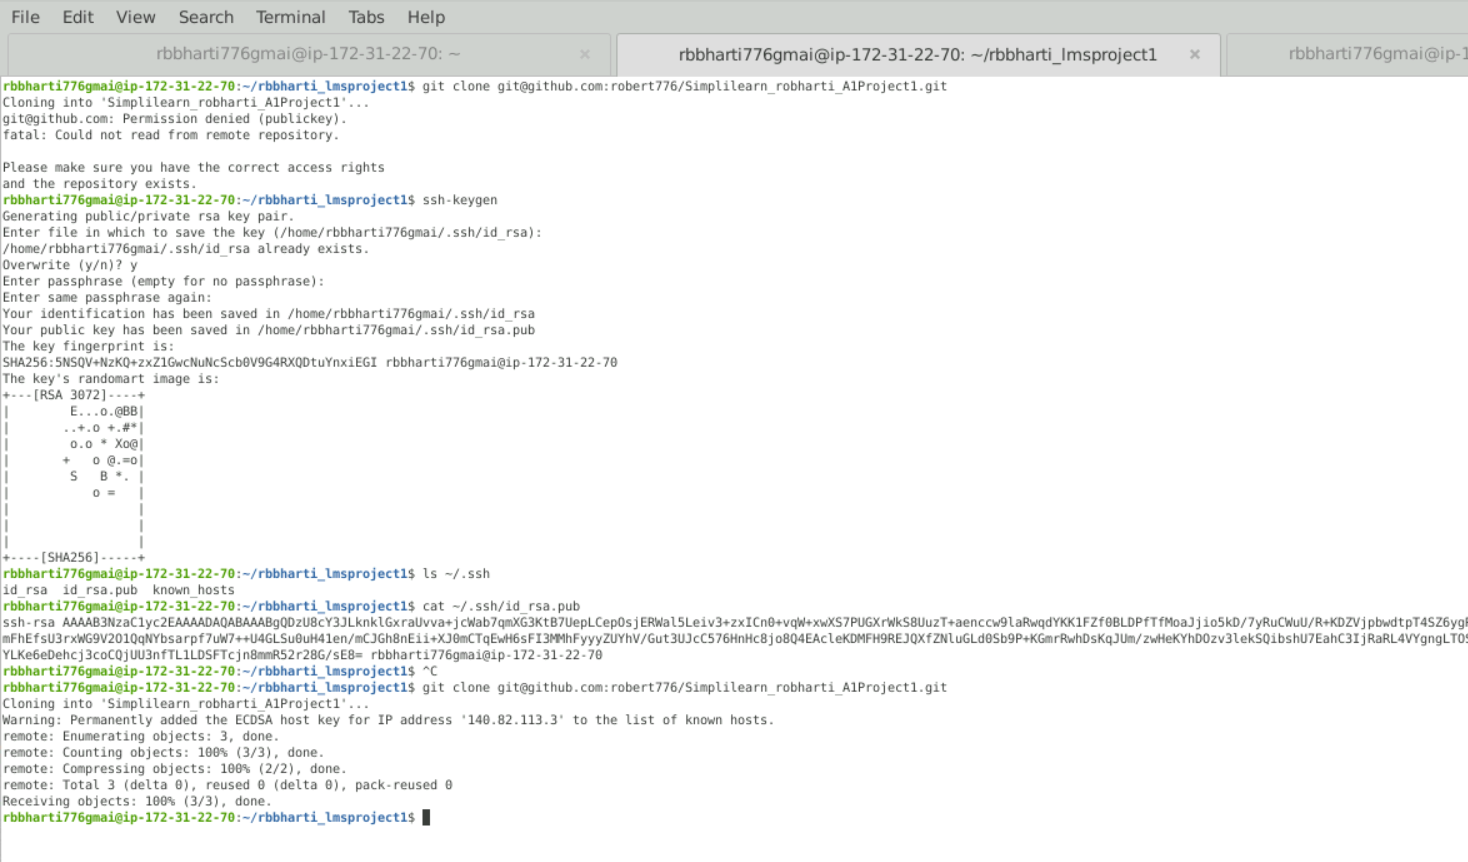 File Edit View Search Terminal Tabs Help
rbbharti776gmai@ip-172-31-22-70: ~ × rbbharti776gmai@ip-172-31-22-70: ~/rbbharti_lmsproject1 × rbbharti776gmai@ip-1
rbbharti776gmai@ip-172-31-22-70:~/rbbharti_lmsproject1$ git clone git@github.com:robert776/Simplilearn_robharti_A1Project1.git
Cloning into 'Simplilearn_robharti_A1Project1'...
git@github.com: Permission denied (publickey).
fatal: Could not read from remote repository.
Please make sure you have the correct access rights
and the repository exists.
rbbharti776gmai@ip-172-31-22-70:~/rbbharti_lmsproject1$ ssh-keygen
Generating public/private rsa key pair.
Enter file in which to save the key (/home/rbbharti776gmai/.ssh/id_rsa):
/home/rbbharti776gmai/.ssh/id_rsa already exists.
Overwrite (y/n)? y
Enter passphrase (empty for no passphrase):
Enter same passphrase again:
Your identification has been saved in /home/rbbharti776gmai/.ssh/id_rsa
Your public key has been saved in /home/rbbharti776gmai/.ssh/id_rsa.pub
The key fingerprint is:
SHA256:5NSQV+NzKQ+zxZ1GwcNuNcScb0V9G4RXQDtuYnxiEGI rbbharti776gmai@ip-172-31-22-70
The key's randomart image is:
+---[RSA 3072]----+
|        E...o.@BB|
|       ..+.o +.#*|
|        o.o * Xo@|
|       +   o @.=o|
|        S   B *. |
|           o =   |
|                 |
|                 |
|                 |
+----[SHA256]-----+
rbbharti776gmai@ip-172-31-22-70:~/rbbharti_lmsproject1$ ls ~/.ssh
id_rsa id_rsa.pub known_hosts
rbbharti776gmai@ip-172-31-22-70:~/rbbharti_lmsproject1$ cat ~/.ssh/id_rsa.pub
ssh-rsa AAAAB3NzaC1yc2EAAAADAQABAAABgQDzU8cY3JLknklGxraUvva+jcWab7qmXG3KtB7UepLCepOsjERWal5Leiv3+zxICn0+vqW+wXS7PUGXrWkS8UuzT+aenccw9laRwqdYKK1FZf0BLDPfTfMoaJjio5kD/7yRuCWuU/R+KDZVjpbwdtpT4SZ6ygF
mFhEfsU3rxWG9V2O1QqNYbsarpf7uW7++U4GLSu0uH41en/mCJGh8nEii+XJ0mCTqEwH6sFI3MMhFyyyZUYhV/Gut3UJcC576HnHc8jo8Q4EAcleKDMFH9REJQXfZNluGLd0Sb9P+KGmrRwhDsKqJUm/zwHeKYhDOzv3lekSQibshU7EahC3IjRaRL4VYgngLTOS
YLKe6eDehcj3coCQjUU3nfTL1LDSFTcjn8mmR52r28G/sE8= rbbharti776gmai@ip-172-31-22-70
rbbharti776gmai@ip-172-31-22-70:~/rbbharti_lmsproject1$ ^C
rbbharti776gmai@ip-172-31-22-70:~/rbbharti_lmsproject1$ git clone git@github.com:robert776/Simplilearn_robharti_A1Project1.git
Cloning into 'Simplilearn_robharti_A1Project1'...
Warning: Permanently added the ECDSA host key for IP address '140.82.113.3' to the list of known hosts.
remote: Enumerating objects: 3, done.
remote: Counting objects: 100% (3/3), done.
remote: Compressing objects: 100% (2/2), done.
remote: Total 3 (delta 0), reused 0 (delta 0), pack-reused 0
Receiving objects: 100% (3/3), done.
rbbharti776gmai@ip-172-31-22-70:~/rbbharti_lmsproject1$